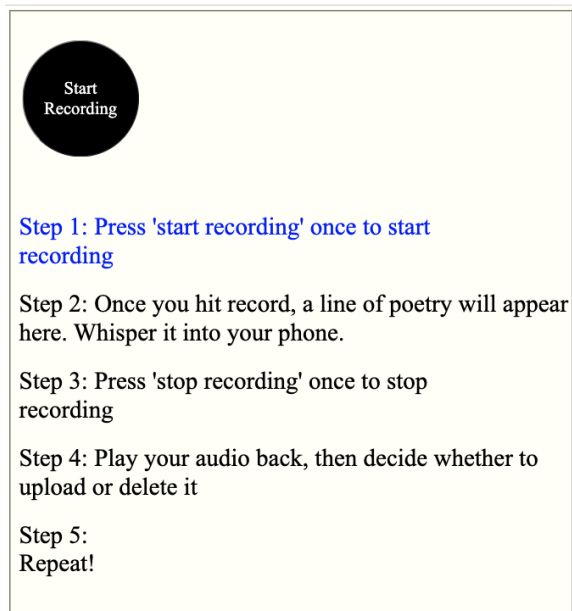 Start
Recording
Step 1: Press 'start recording' once to start
recording
Step 2: Once you hit record, a line of poetry will appear
here. Whisper it into your phone.
Step 3: Press 'stop recording' once to stop
recording
Step 4: Play your audio back, then decide whether to
upload or delete it
Step 5:
Repeat!